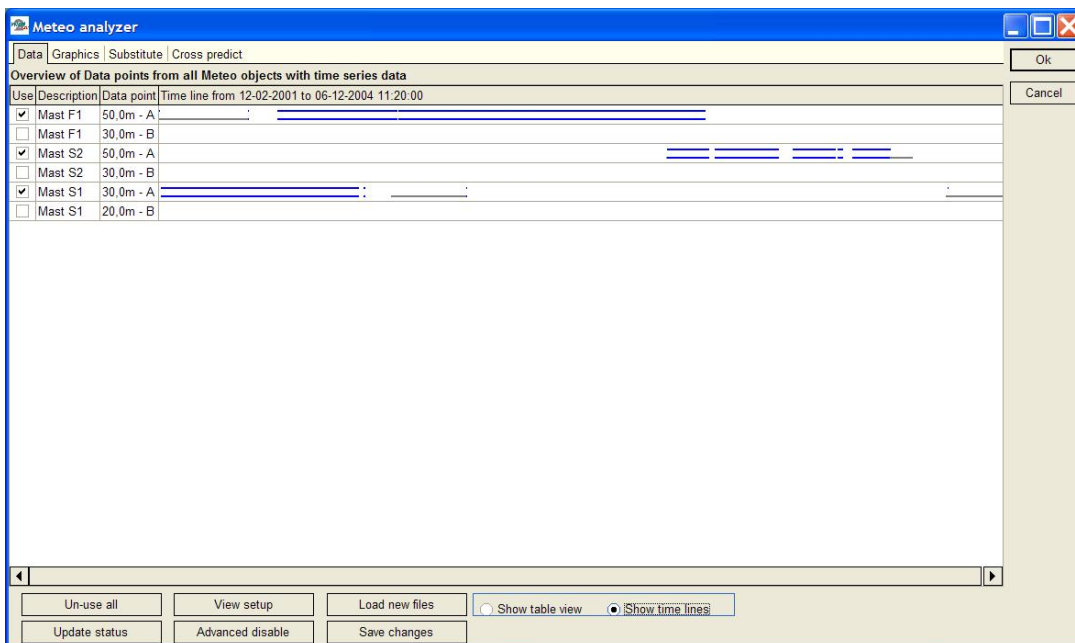 Meteo analyzer
Data Graphics Substitute Cross predict
Ok
Overview of Data points from all Meteo objects with time series data
Use Description Data point Time line from 12-02-2001 to 06-12-2004 11:20:00
Cancel
Mast F1 50,0m - A
Mast F1 30,0m - B
Mast S2 50,0m - A
Mast S2 30,0m - B
Mast S1 30,0m - A
Mast S1 20,0m - B
Un-use all View setup Load new files Show table view Show time lines
Update status Advanced disable Save changes